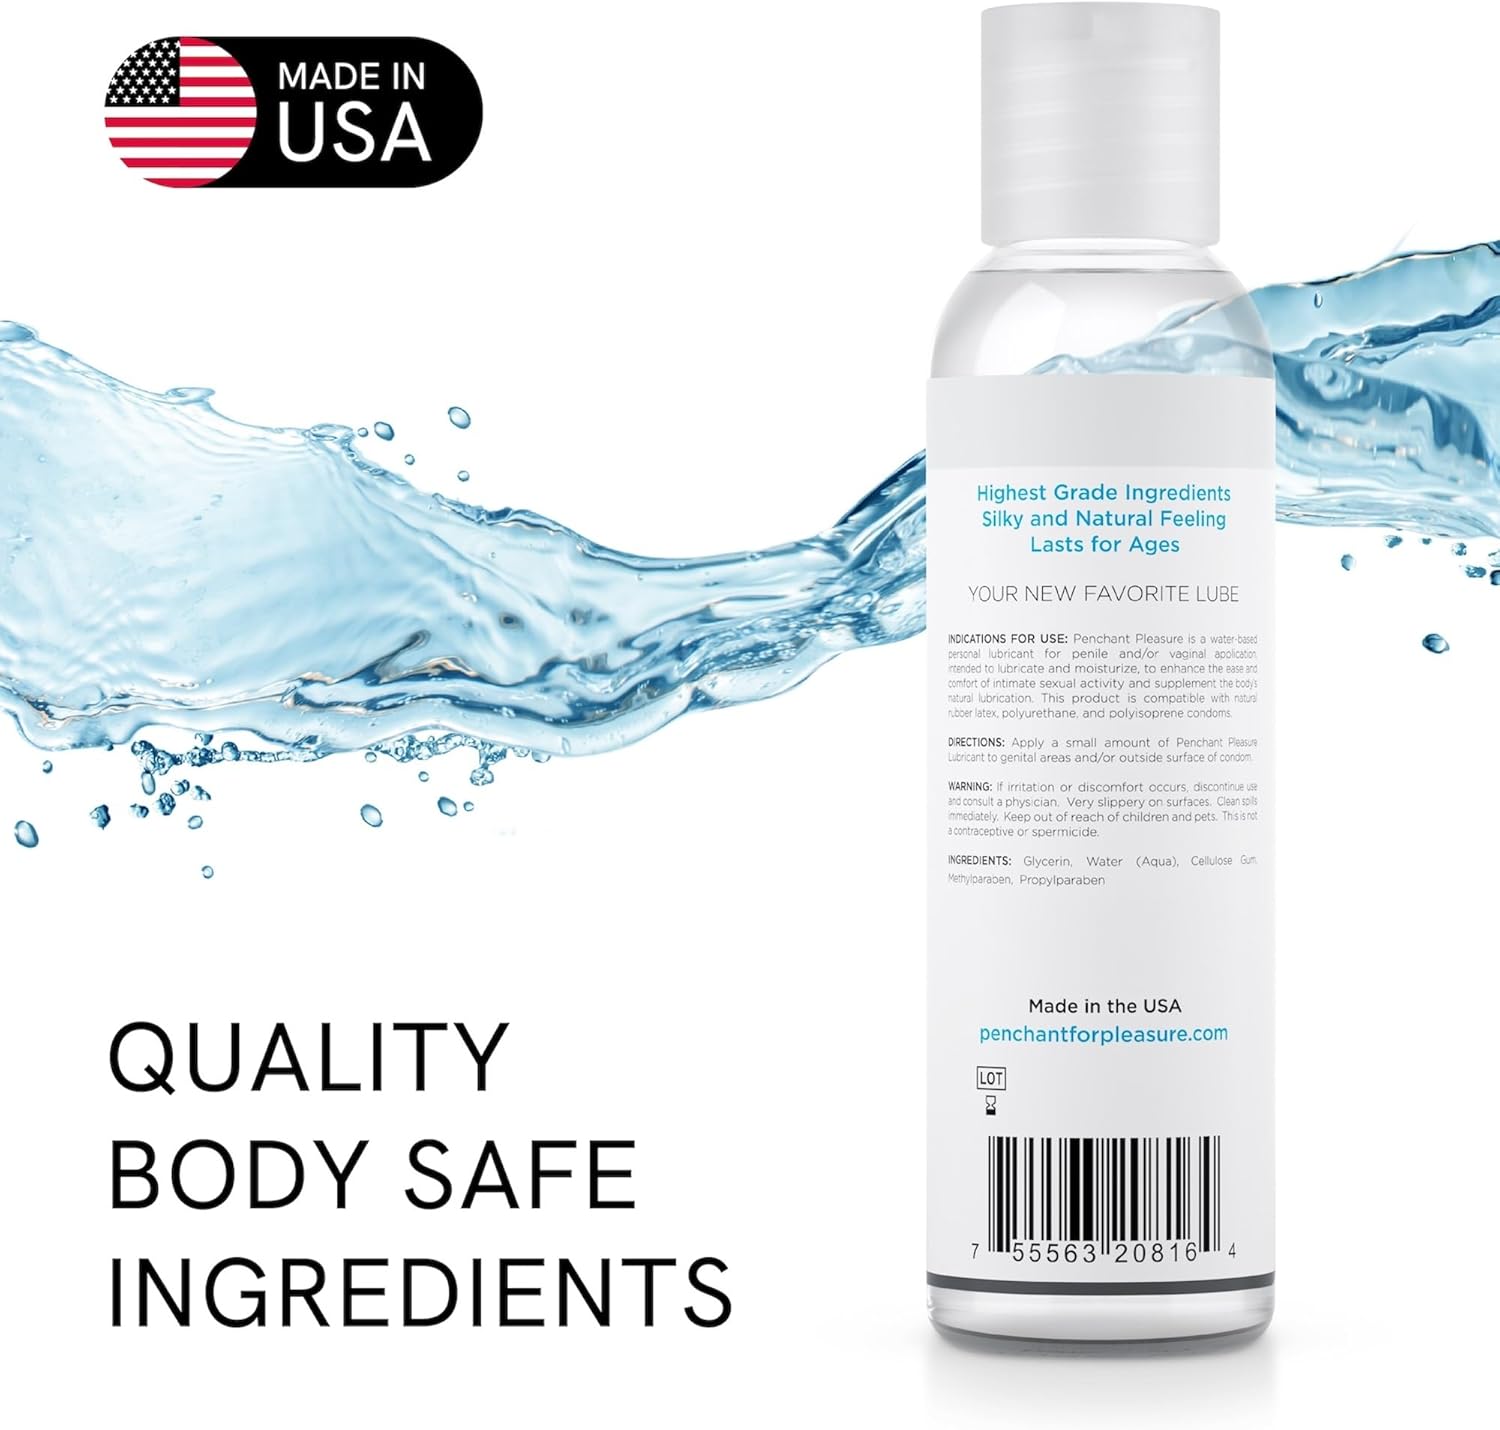 MADE IN
USA
Highest Grade Ingredients
Silky and Natural Feeling
Lasts for Ages
YOUR NEW FAVORITE LUBE
INDICATIONS FOR USE: Penchant Pleasure is a water-based
personal lubricant for penile and/or vaginal application,
intended to lubricate and moisturize, to enhance the ease and
comfort of intimate sexual activity and supplement the body's
natural lubrication. This product is compatible with natural
rubber latex, polyurethane, and polyisoprene condoms.
DIRECTIONS: Apply a small amount of Penchant Pleasure
Lubricant to genital areas and/or outside surface of condom.
WARNING: If irritation or discomfort occurs, discontinue use
and consult a physician. Very slippery on surfaces. Clean spills
immediately. Keep out of reach of children and pets. This is not
a contraceptive or spermicide.
INGREDIENTS: Glycerin, Water (Aqua), Cellulose Gum,
Methylparaben, Propylparaben
Made in the USA
penchantforpleasure.com
LOT
7 55563 20816 4
QUALITY
BODY SAFE
INGREDIENTS